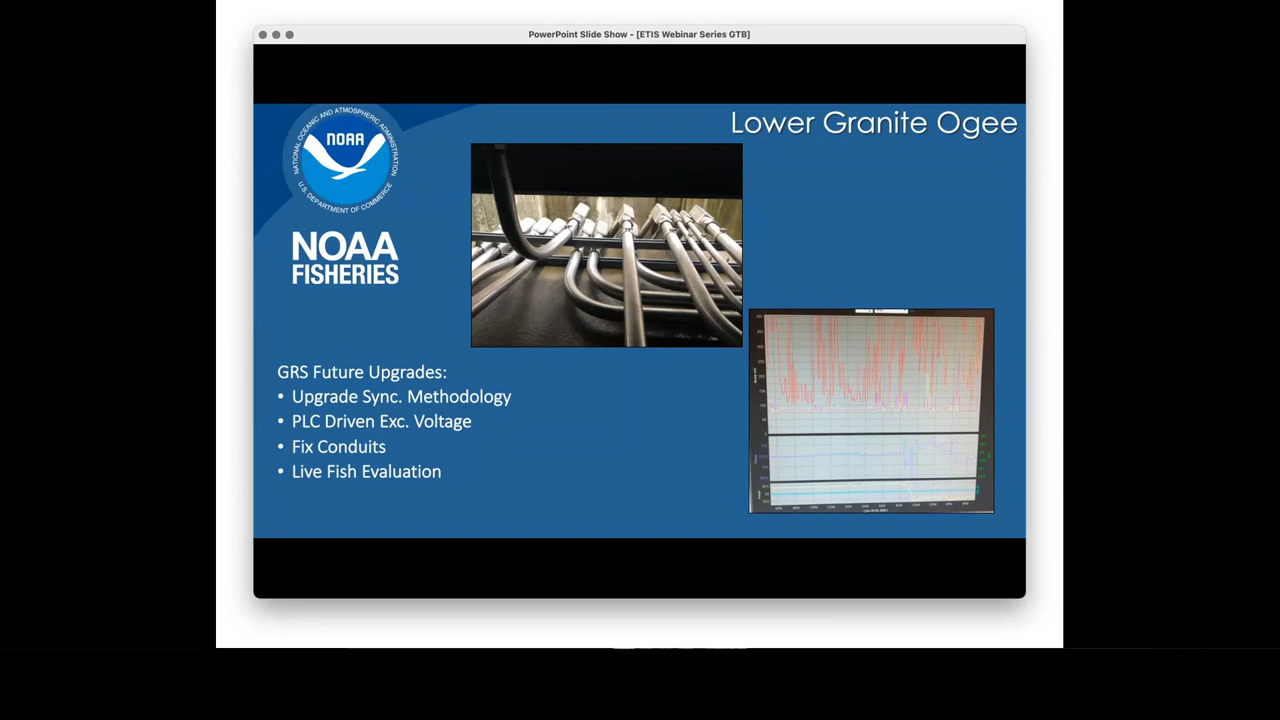 PowerPoint Slide Show - [ETIS Webinar Series GTB]
Lower Granite Ogee
NATIONAL OCEANIC AND ATMOSPHERIC ADMINISTRATION
NOAA
U.S. DEPARTMENT OF COMMERCE
NOAA
FISHERIES
GRS Future Upgrades:
• Upgrade Sync. Methodology
• PLC Driven Exc. Voltage
• Fix Conduits
• Live Fish Evaluation